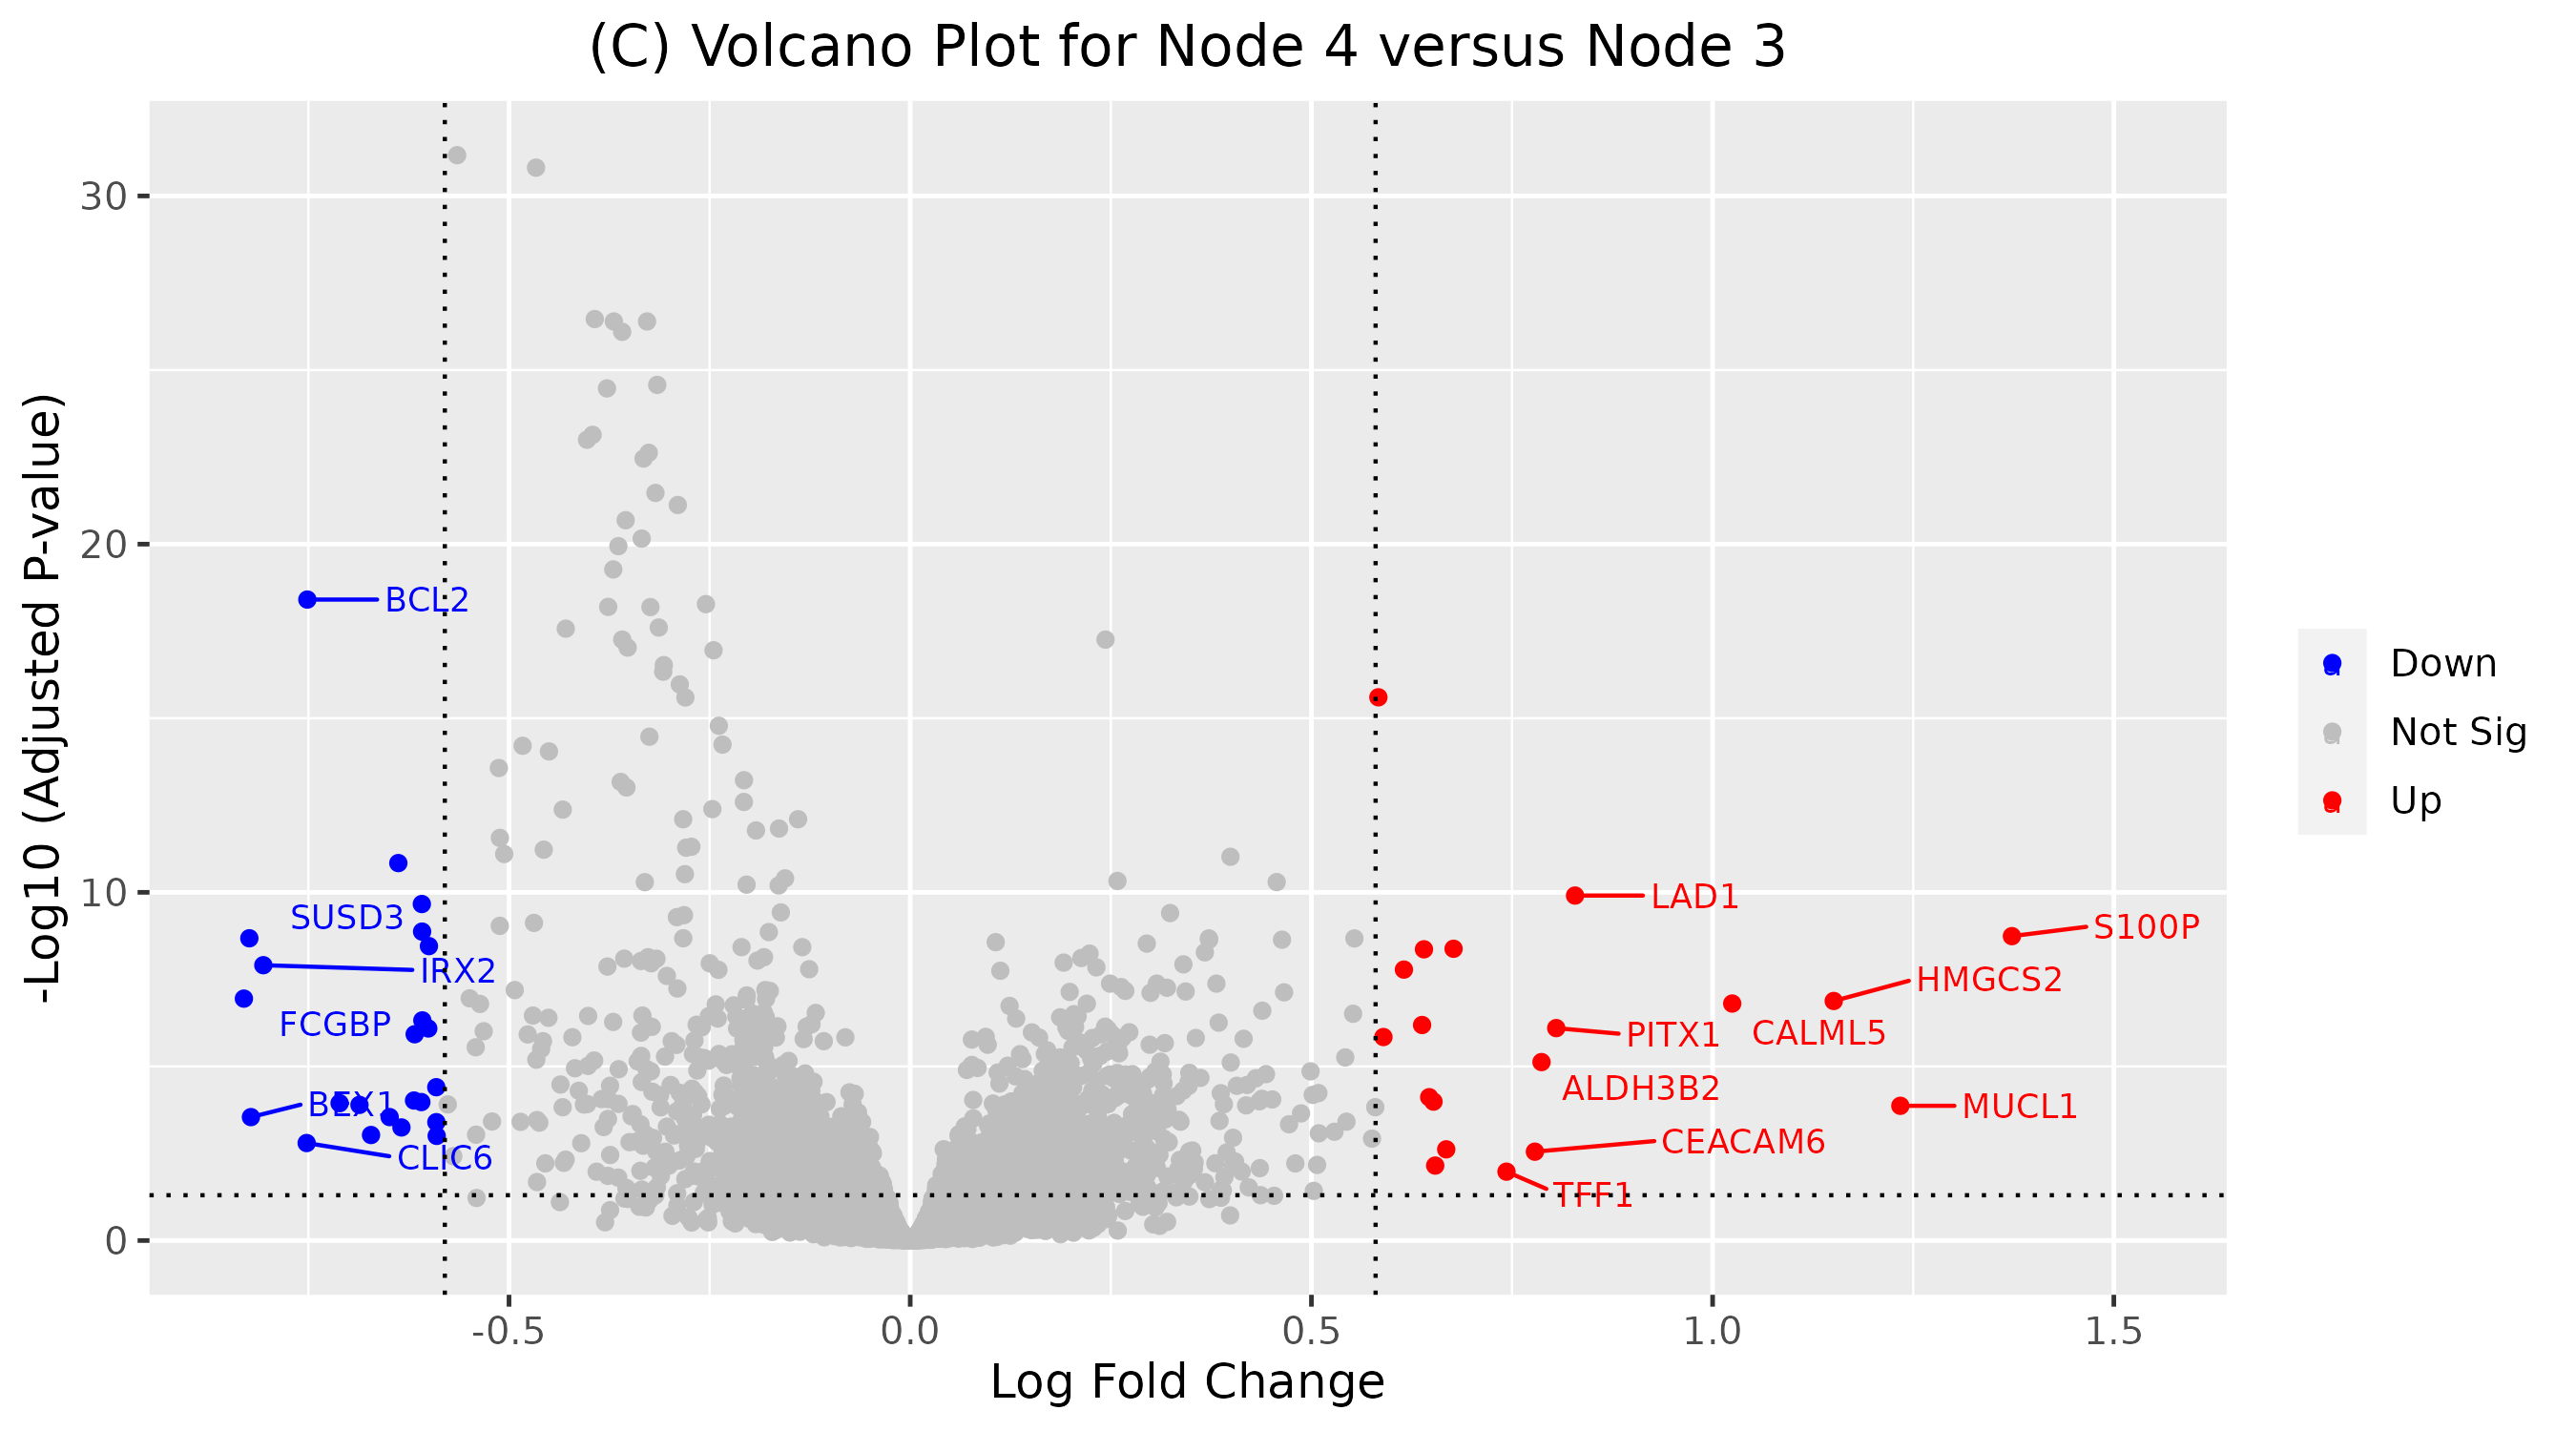 (C) Volcano Plot for Node 4 versus Node 3
-Log10 (Adjusted P-value)
30
20
10
0
BCL2
SUSD3
IRX2
FCGBP
BEX1
CLIC6
LAD1
S100P
HMGCS2
PITX1
CALML5
ALDH3B2
MUCL1
CEACAM6
TFF1
Down
Not Sig
Up
-0.5
0.0
0.5
1.0
1.5
Log Fold Change